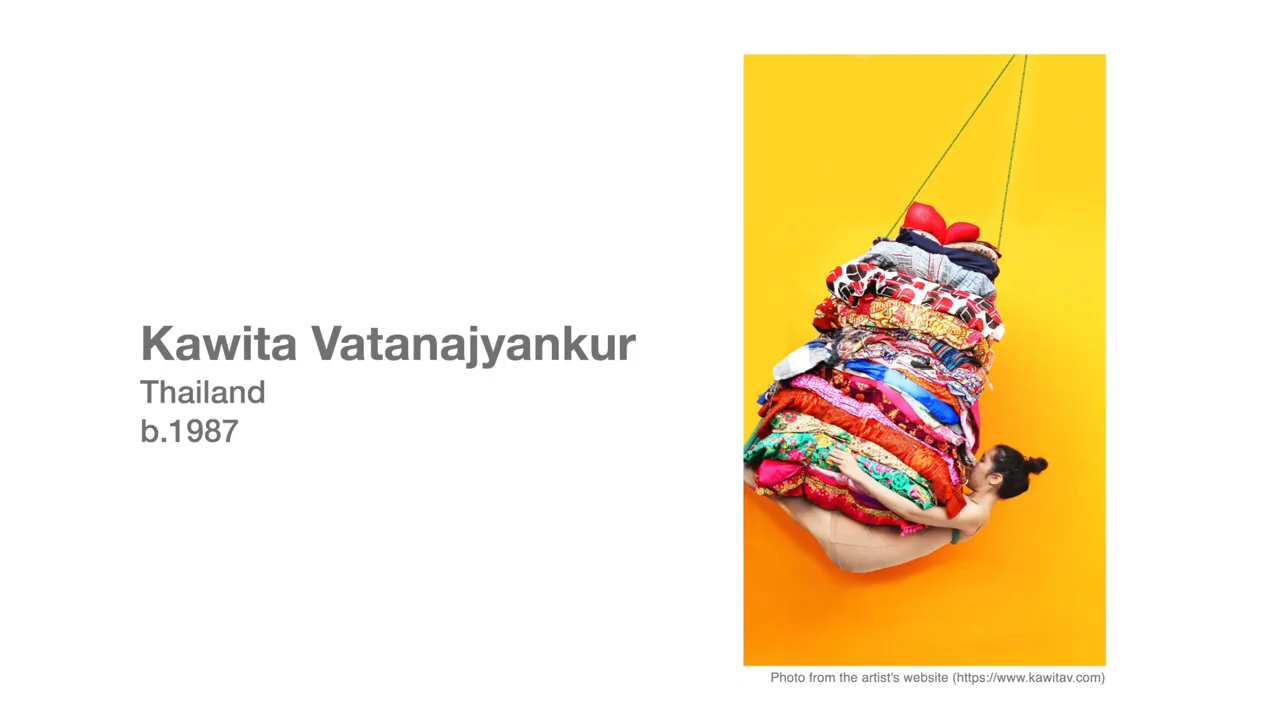 Kawita Vatanajyankur
Thailand
b.1987
Photo from the artist's website (https://www.kawitav.com)